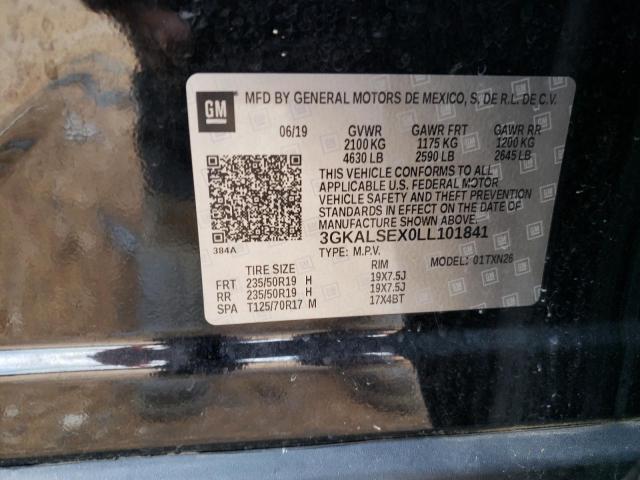 GM MFD BY GENERAL MOTORS DE MEXICO, S. DE R.L. DE C.V.
06/19 GVWR GAWR FRT GAWR RR
2100 KG 1175 KG 1200 KG
4630 LB 2590 LB 2645 LB
THIS VEHICLE CONFORMS TO ALL
APPLICABLE U.S. FEDERAL MOTOR
VEHICLE SAFETY AND THEFT PREVENTION
STANDARDS IN EFFECT ON THE DATE OF
MANUFACTURE SHOWN ABOVE.
384A 3GKALSEX0LL101841
TYPE: M.P.V. MODEL: 01TXN26
TIRE SIZE RIM
FRT 235/50R19 H 19X7.5J
RR 235/50R19 H 19X7.5J
SPA T125/70R17 M 17X4BT